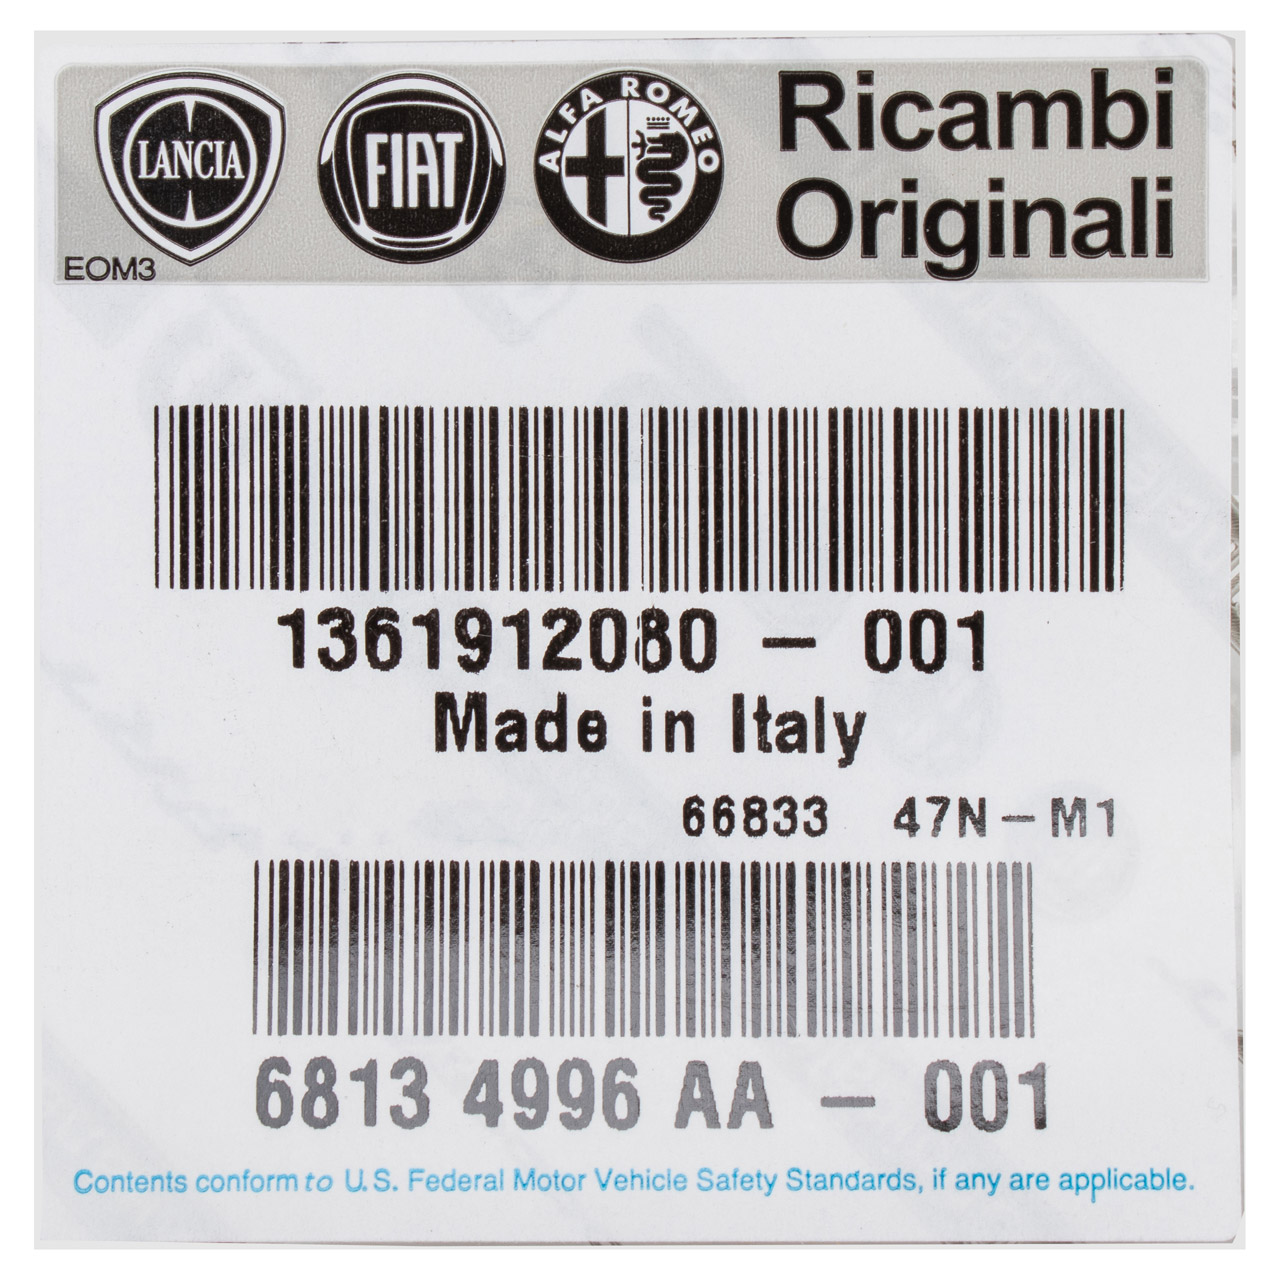 LANCIA FIAT ALFA ROMEO Ricambi
Originali
EOM3
1361912080 - 001
Made in Italy
66833 47N-M1
6813 4996 AA - 001
Contents conform to U.S. Federal Motor Vehicle Safety Standards, if any are applicable.